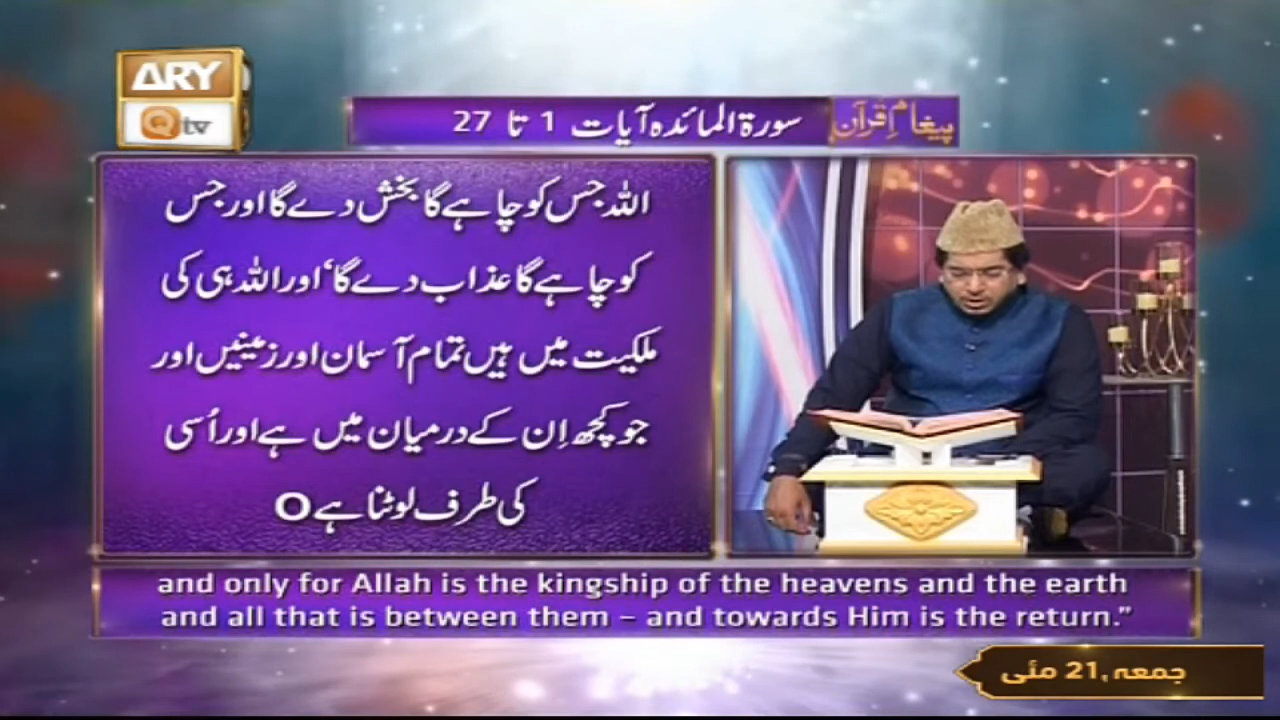 ARY
Qtv
پیغامِ قرآن
سورۃ المائدہ آیات 1 تا 27
اللہ جس کو چاہے گا بخش دے گا اور جس
کو چاہے گا عذاب دے گا‘ اور اللہ ہی کی
ملکیت میں ہیں تمام آسمان اور زمینیں اور
جو کچھ اِن کے درمیان میں ہے اور اُسی
کی طرف لوٹنا ہے O
and only for Allah is the kingship of the heavens and the earth
and all that is between them – and towards Him is the return.”
جمعہ, 21 مئی